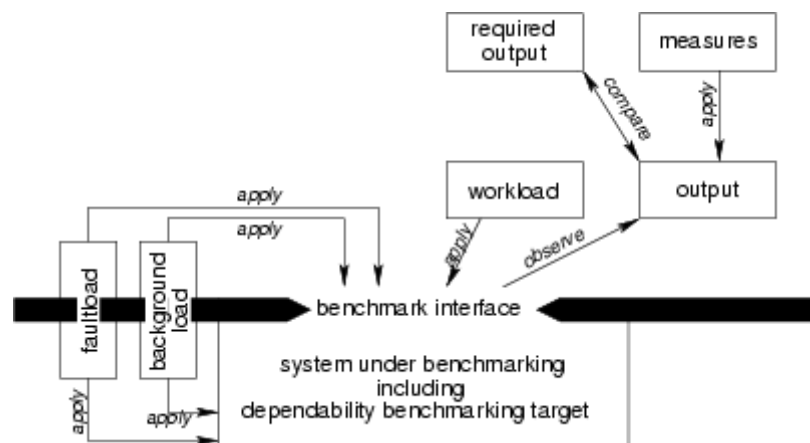 required
output
measures
compare
apply
workload
output
apply
apply
apply
observe
faultload
background
load
benchmark interface
system under benchmarking
including
dependability benchmarking target
apply
apply